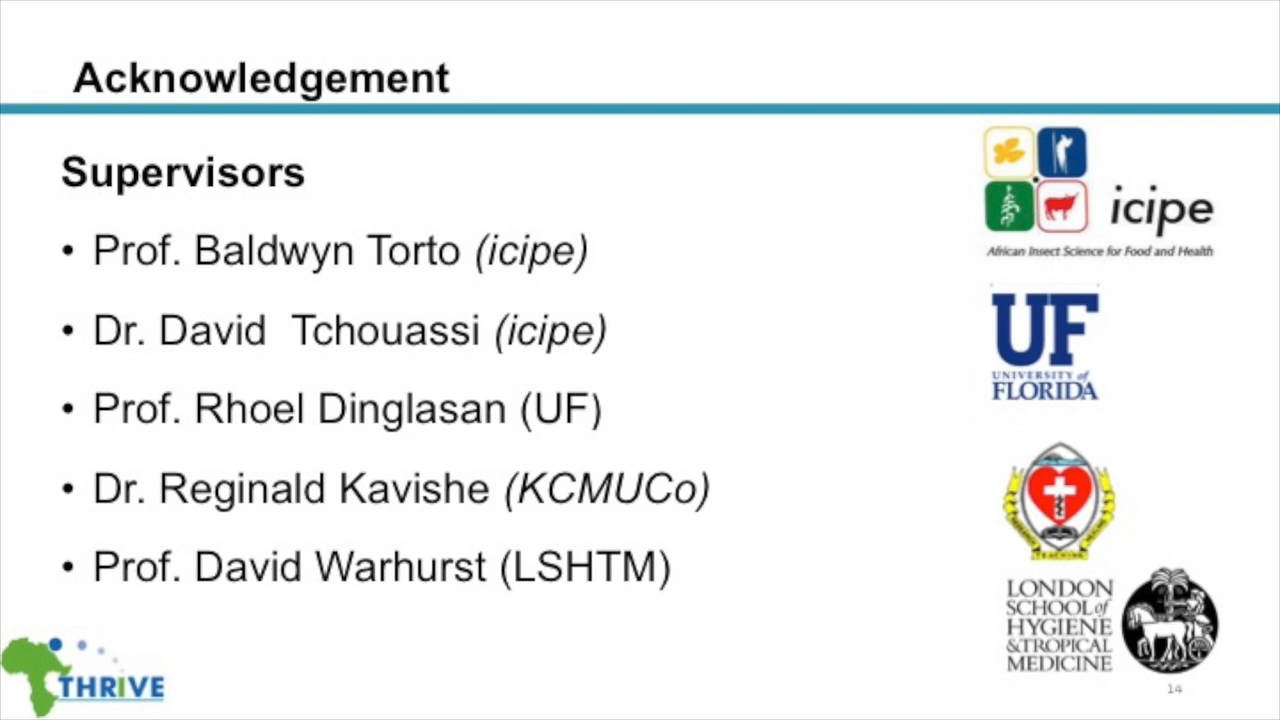 Acknowledgement
Supervisors
• Prof. Baldwyn Torto (icipe)
• Dr. David Tchouassi (icipe)
• Prof. Rhoel Dinglasan (UF)
• Dr. Reginald Kavishe (KCMUCo)
• Prof. David Warhurst (LSHTM)
icipe
African Insect Science for Food and Health
UF
UNIVERSITY of
FLORIDA
TEACHING
LONDON
SCHOOL of
HYGIENE
& TROPICAL
MEDICINE
THRIVE
14